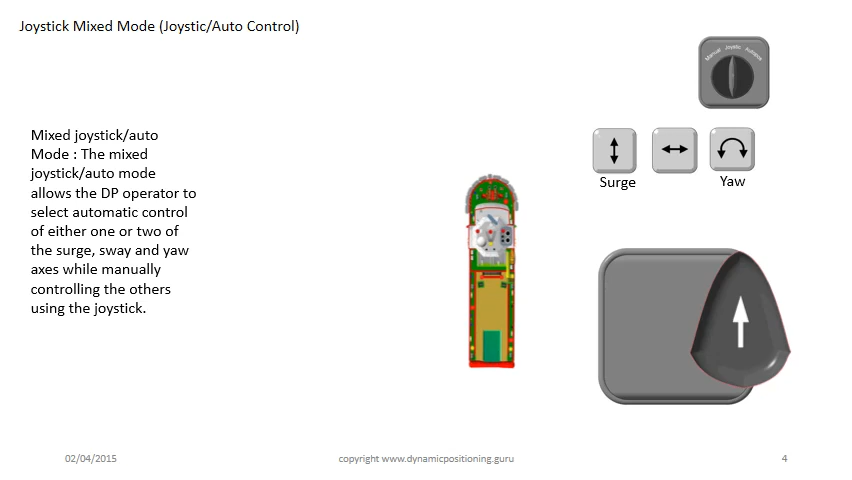 Joystick Mixed Mode (Joystic/Auto Control)
Manual Joystic Autopos
Mixed joystick/auto
Mode : The mixed
joystick/auto mode
allows the DP operator to
select automatic control
of either one or two of
the surge, sway and yaw
axes while manually
controlling the others
using the joystick.
Surge
Yaw
02/04/2015
copyright www.dynamicpositioning.guru
4